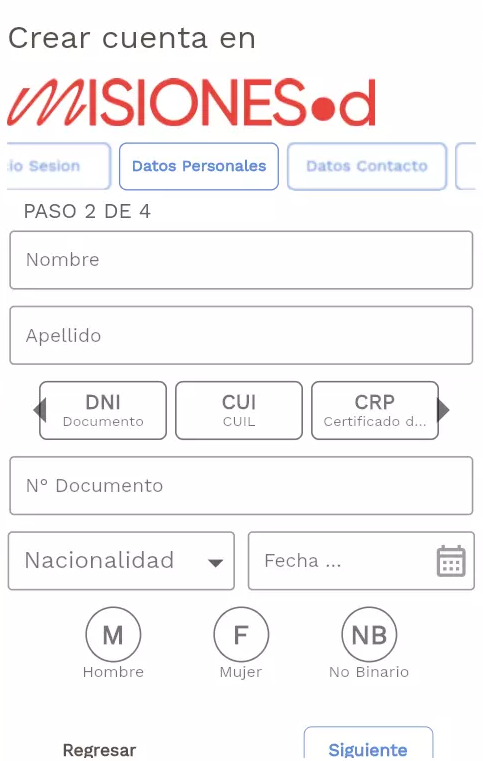 Crear cuenta en
MISIONES●d
io Sesion
Datos Personales
Datos Contacto
PASO 2 DE 4
Nombre
Apellido
DNI
Documento
CUI
CUIL
CRP
Certificado d...
N° Documento
Nacionalidad
Fecha ...
M
Hombre
F
Mujer
NB
No Binario
Regresar
Siguiente